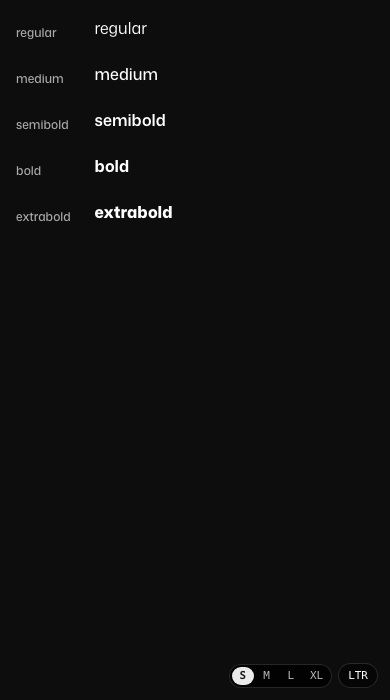 regular regular
medium medium
semibold semibold
bold bold
extrabold extrabold
S M L XL LTR